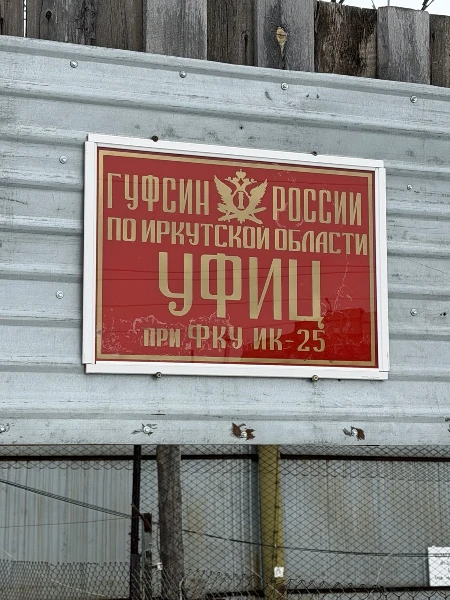 ГУФСИН РОССИИ
ПО ИРКУТСКОЙ ОБЛАСТИ
УФИЦ
ПРИ ФКУ ИК-25